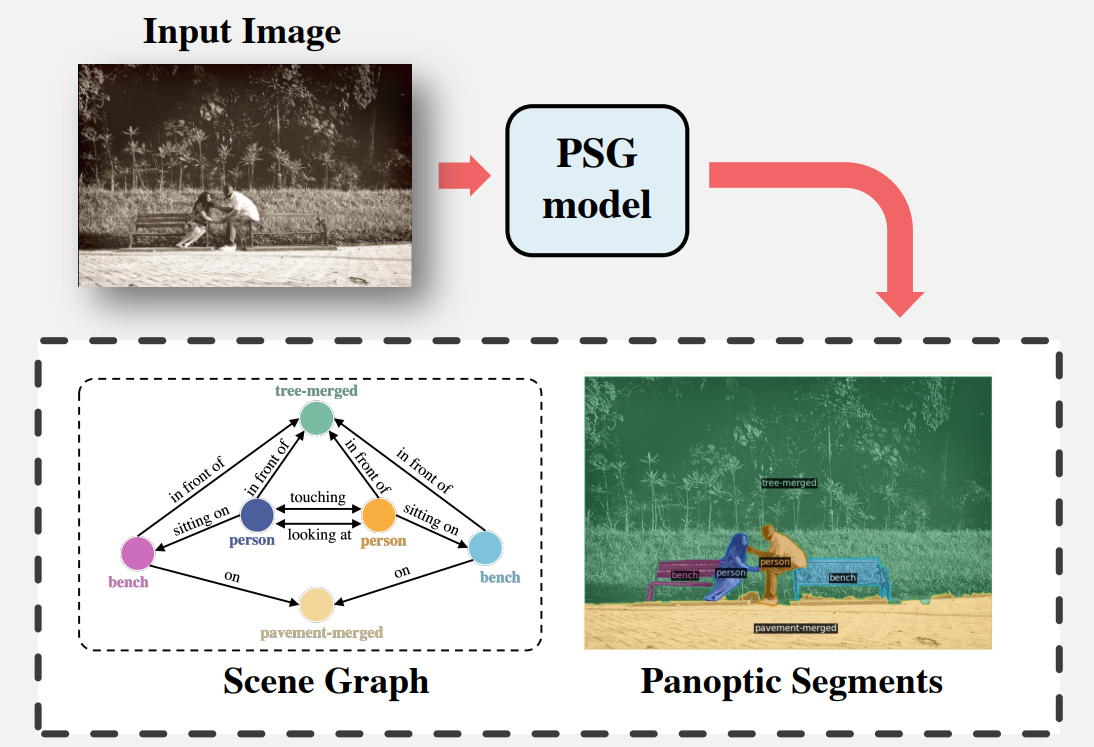 Input Image
PSG
model
tree-merged
in front of
in front of
in front of
in front of
touching
sitting on
sitting on
looking at
person
person
bench
bench
on
on
pavement-merged
Scene Graph
tree-merged
person
bench
person
bench
pavement-merged
Panoptic Segments